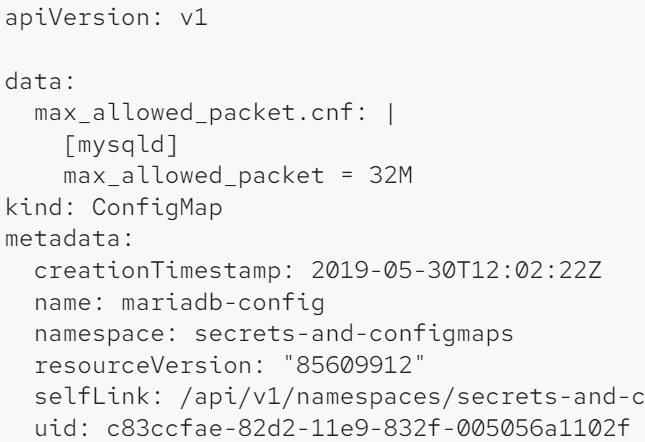 apiVersion: v1
data:
max_allowed_packet.cnf: |
[mysqld]
max_allowed_packet = 32M
kind: ConfigMap
metadata:
creationTimestamp: 2019-05-30T12:02:22Z
name: mariadb-config
namespace: secrets-and-configmaps
resourceVersion: "85609912"
selfLink: /api/v1/namespaces/secrets-and-c
uid: c83ccfae-82d2-11e9-832f-005056a1102f